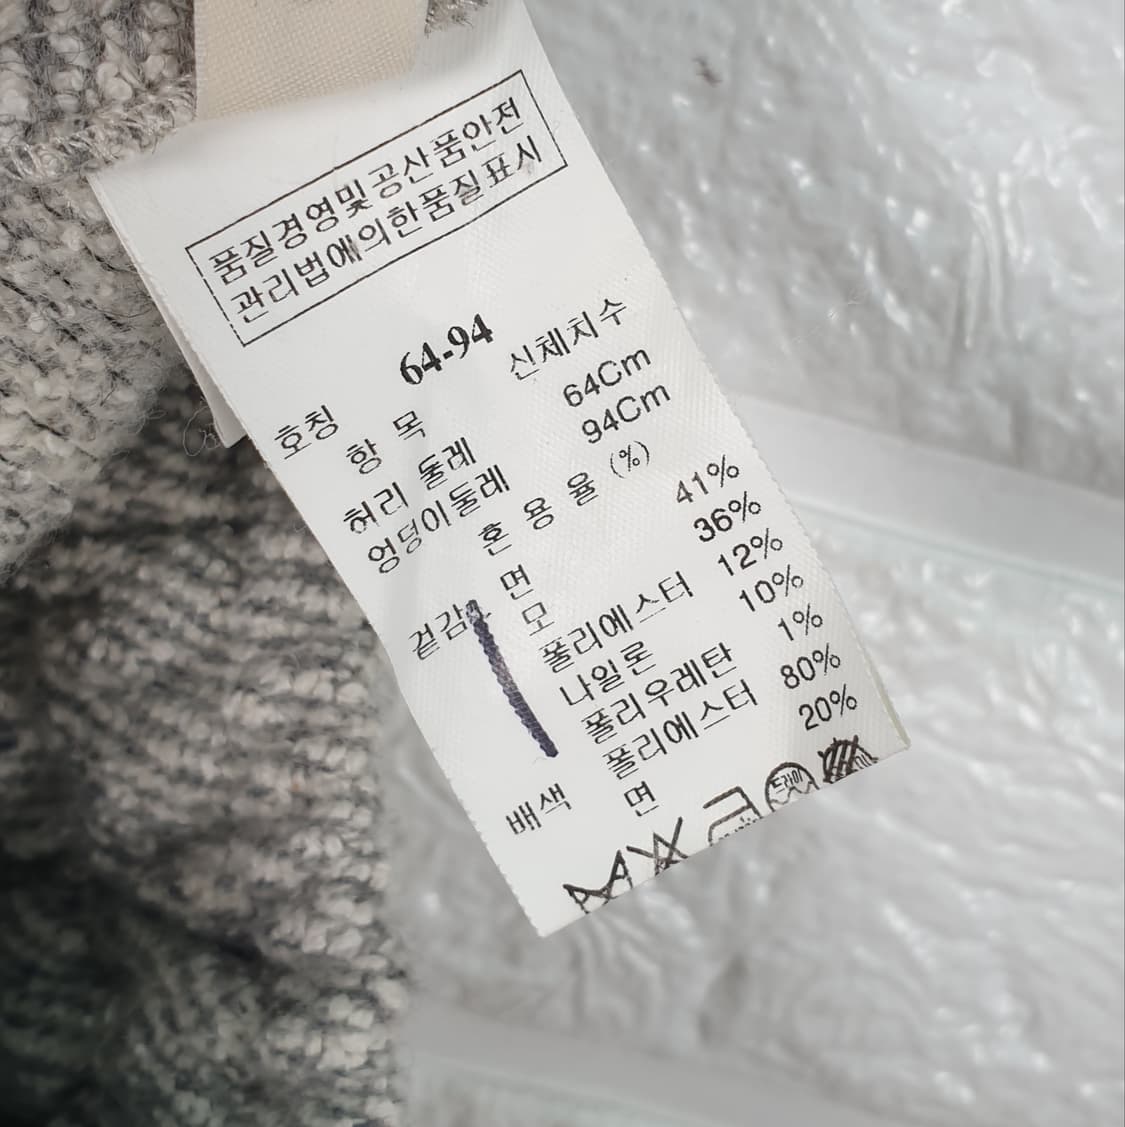 품질경영및공산품안전
관리법에의한품질표시
호칭 64-94
항 목 신체치수
허리 둘레 64Cm
엉덩이둘레 94Cm
혼 용 율 (%)
겉감 면 41%
모 36%
폴리에스터 12%
나일론 10%
폴리우레탄 1%
배색 폴리에스터 80%
면 20%
드라이